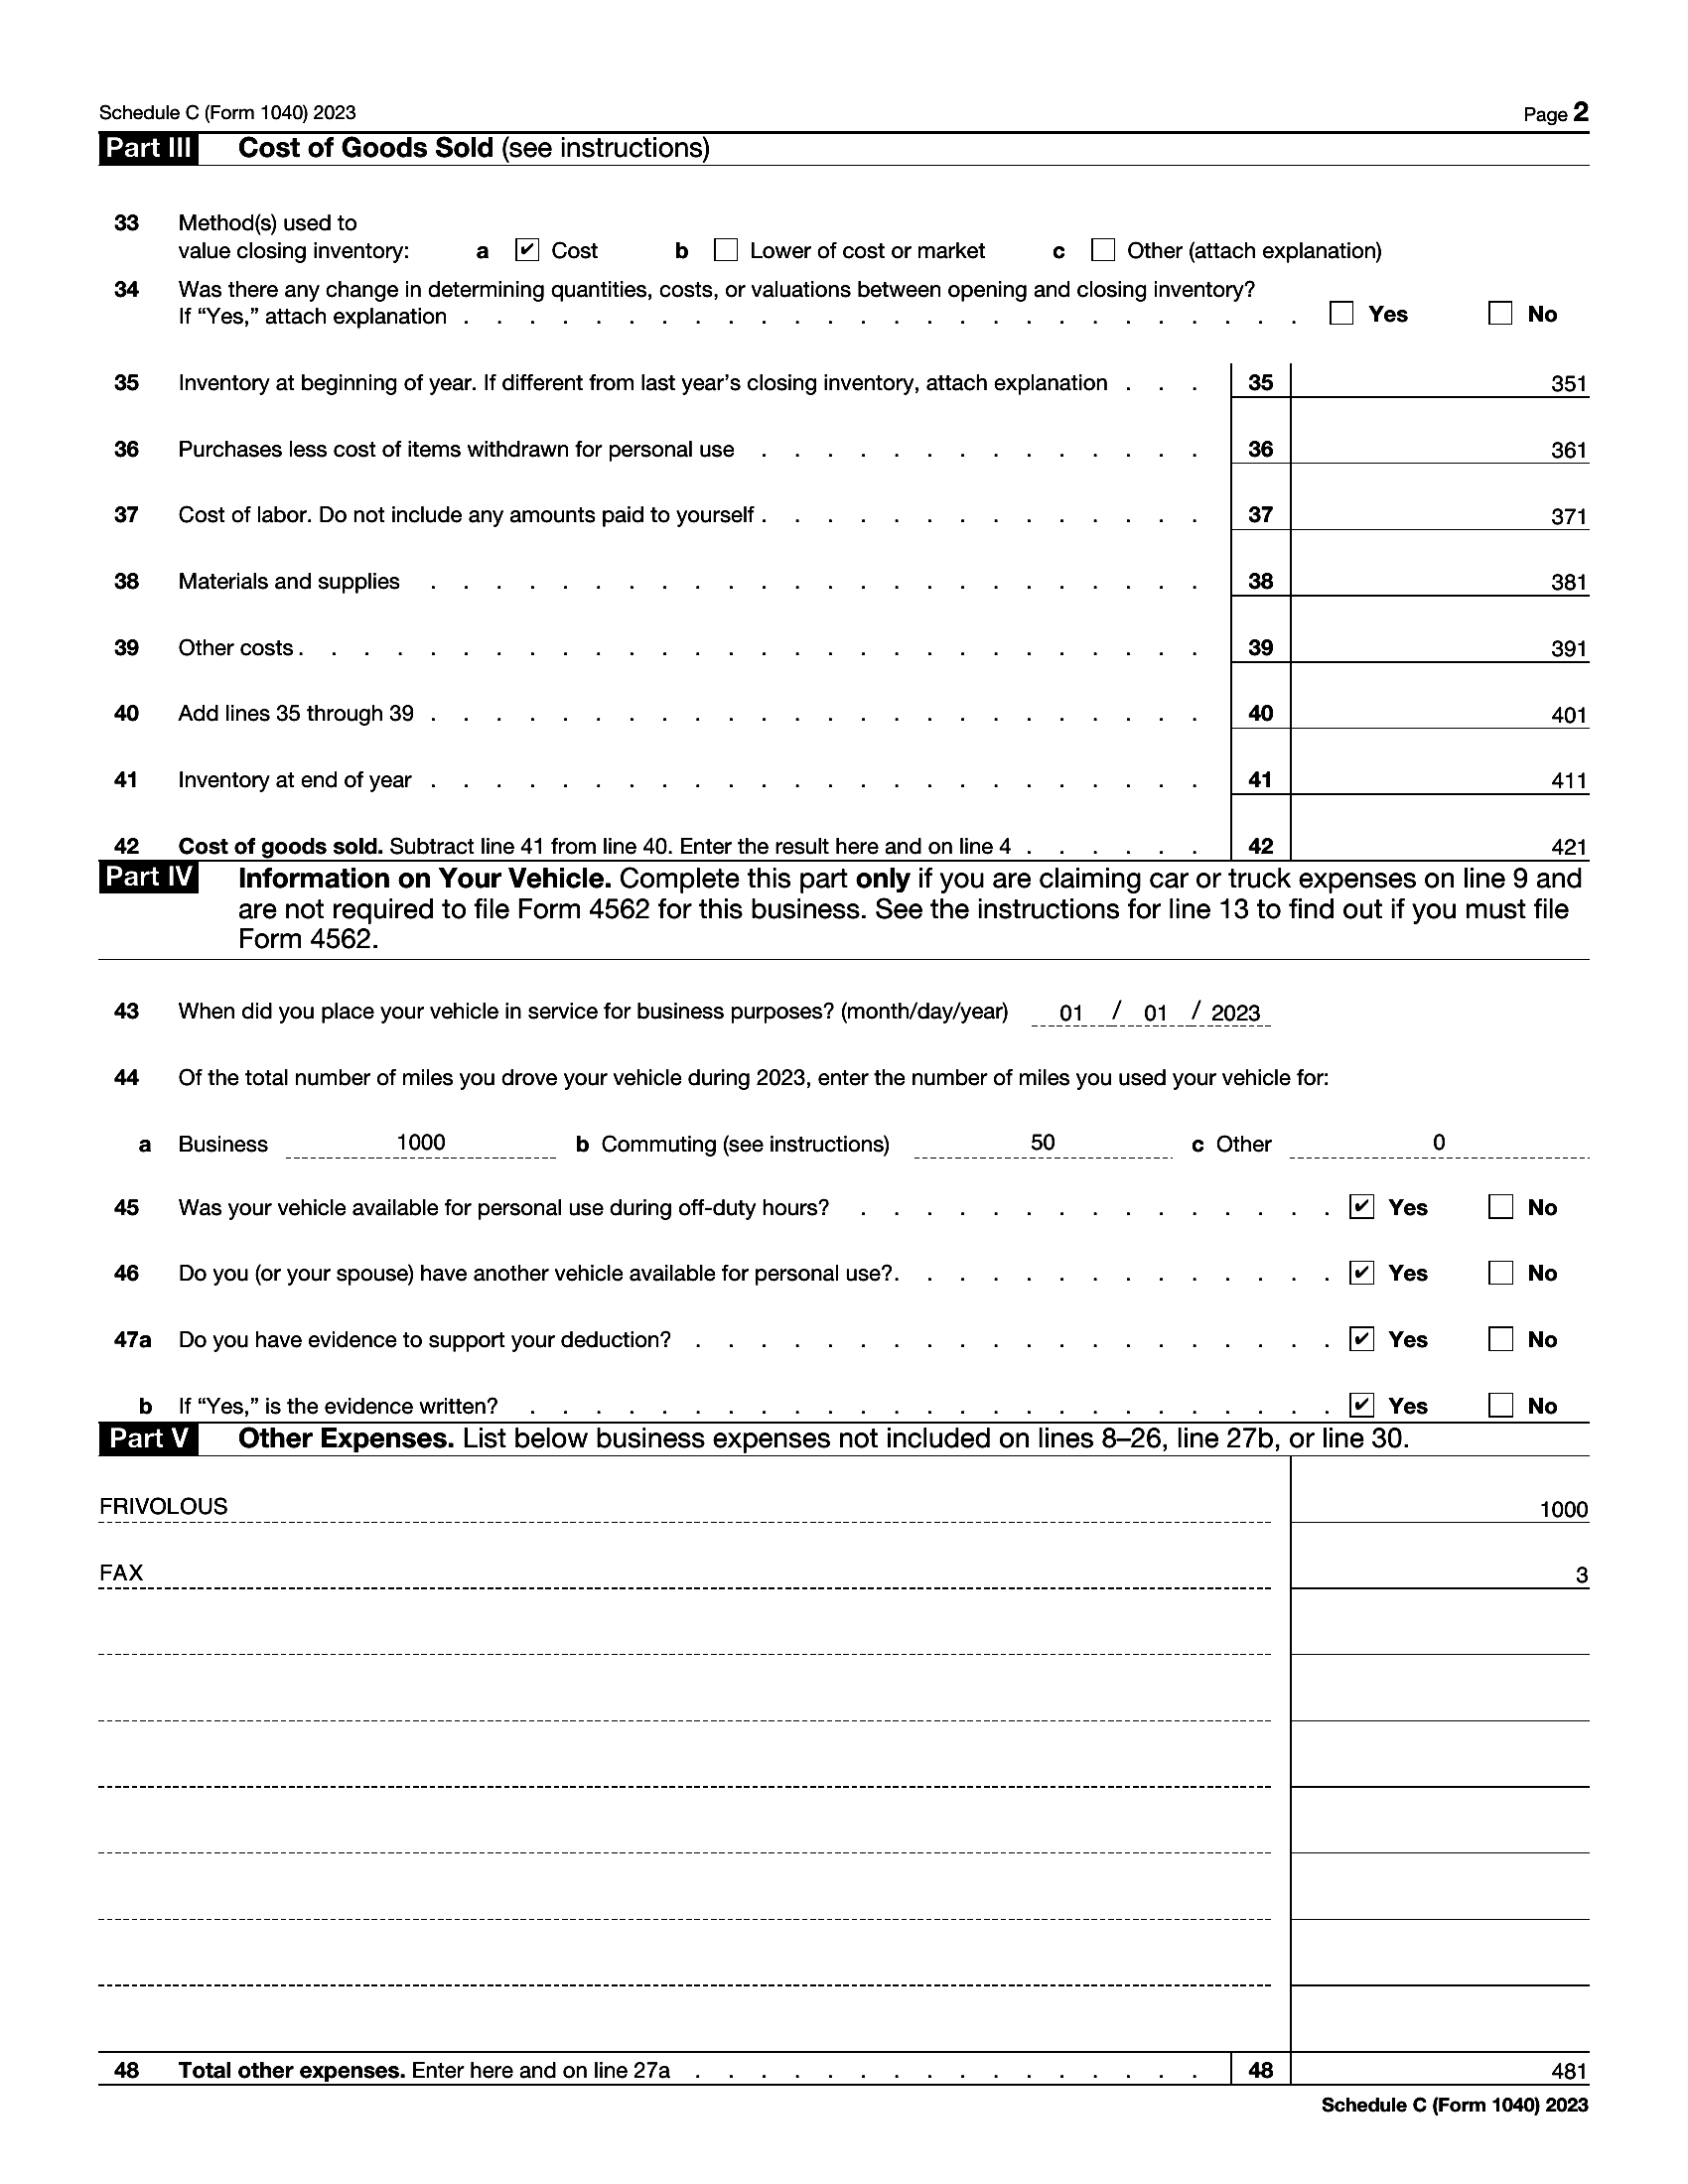 Schedule C (Form 1040) 2023 Page 2
Part III Cost of Goods Sold (see instructions)
33 Method(s) used to
value closing inventory: a ✔ Cost b Lower of cost or market c Other (attach explanation)
34 Was there any change in determining quantities, costs, or valuations between opening and closing inventory?
If “Yes,” attach explanation . . . . . . . . . . . . . . . . . . . . . . . . . . Yes No
35 Inventory at beginning of year. If different from last year’s closing inventory, attach explanation . . . 35 351
36 Purchases less cost of items withdrawn for personal use . . . . . . . . . . . . . . 36 361
37 Cost of labor. Do not include any amounts paid to yourself . . . . . . . . . . . . . . 37 371
38 Materials and supplies . . . . . . . . . . . . . . . . . . . . . . . . 38 381
39 Other costs . . . . . . . . . . . . . . . . . . . . . . . . . . . . 39 391
40 Add lines 35 through 39 . . . . . . . . . . . . . . . . . . . . . . . . 40 401
41 Inventory at end of year . . . . . . . . . . . . . . . . . . . . . . . . 41 411
42 Cost of goods sold. Subtract line 41 from line 40. Enter the result here and on line 4 . . . . . . 42 421
Part IV Information on Your Vehicle. Complete this part only if you are claiming car or truck expenses on line 9 and
are not required to file Form 4562 for this business. See the instructions for line 13 to find out if you must file
Form 4562.
43 When did you place your vehicle in service for business purposes? (month/day/year) 01 / 01 / 2023
44 Of the total number of miles you drove your vehicle during 2023, enter the number of miles you used your vehicle for:
a Business 1000 b Commuting (see instructions) 50 c Other 0
45 Was your vehicle available for personal use during off-duty hours? . . . . . . . . . . . . . . . ✔ Yes No
46 Do you (or your spouse) have another vehicle available for personal use? . . . . . . . . . . . . . . ✔ Yes No
47a Do you have evidence to support your deduction? . . . . . . . . . . . . . . . . . . . . ✔ Yes No
b If “Yes,” is the evidence written? . . . . . . . . . . . . . . . . . . . . . . . . . ✔ Yes No
Part V Other Expenses. List below business expenses not included on lines 8–26, line 27b, or line 30.
FRIVOLOUS 1000
FAX 3
48 Total other expenses. Enter here and on line 27a . . . . . . . . . . . . . . . . 48 481
Schedule C (Form 1040) 2023